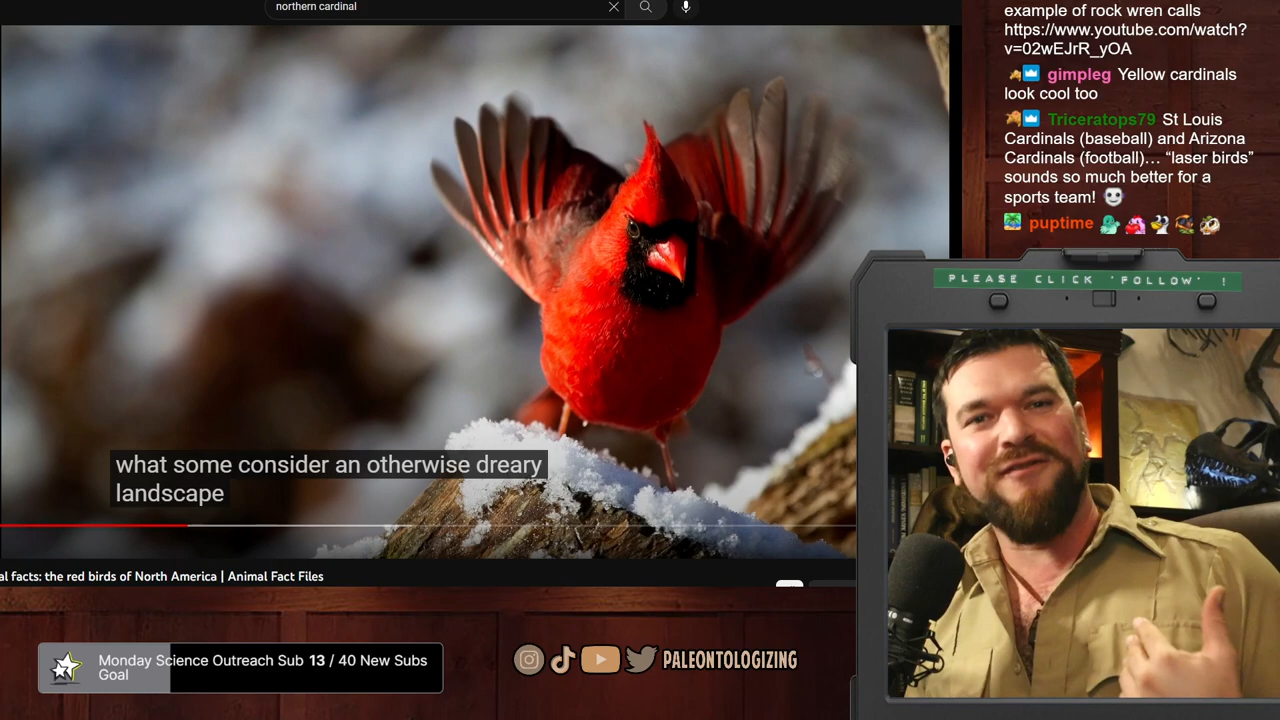 northern cardinal
example of rock wren calls
https://www.youtube.com/watch?
v=02wEJrR_yOA
gimpleg Yellow cardinals
look cool too
Triceratops79 St Louis
Cardinals (baseball) and Arizona
Cardinals (football)… “laser birds”
sounds so much better for a
sports team!
puptime
PLEASE CLICK 'FOLLOW' !
what some consider an otherwise dreary
landscape
al facts: the red birds of North America | Animal Fact Files
Monday Science Outreach Sub 13 / 40 New Subs
Goal
PALEONTOLOGIZING